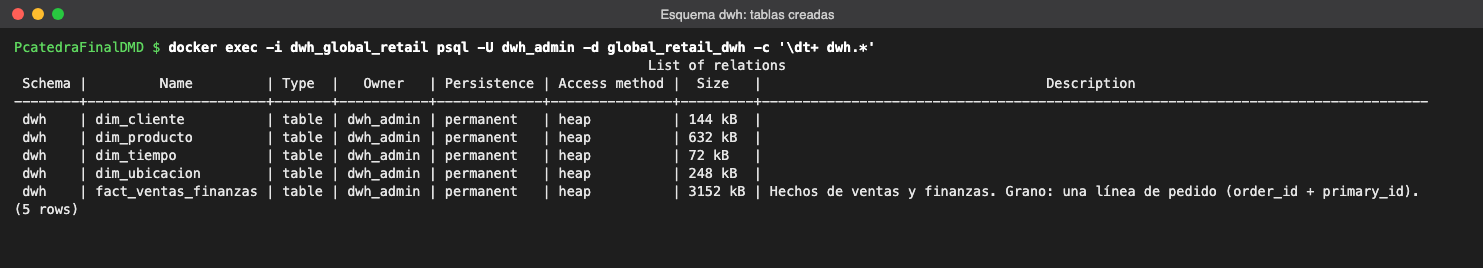 Esquema dwh: tablas creadas
PcatedraFinalDMD $ docker exec -i dwh_global_retail psql -U dwh_admin -d global_retail_dwh -c '\dt+ dwh.*'
List of relations
Schema | Name | Type | Owner | Persistence | Access method | Size | Description
--------+----------------------+-------+-----------+-------------+---------------+---------+--------------------------------------------------------------------------------
dwh | dim_cliente | table | dwh_admin | permanent | heap | 144 kB |
dwh | dim_producto | table | dwh_admin | permanent | heap | 632 kB |
dwh | dim_tiempo | table | dwh_admin | permanent | heap | 72 kB |
dwh | dim_ubicacion | table | dwh_admin | permanent | heap | 248 kB |
dwh | fact_ventas_finanzas | table | dwh_admin | permanent | heap | 3152 kB | Hechos de ventas y finanzas. Grano: una línea de pedido (order_id + primary_id).
(5 rows)